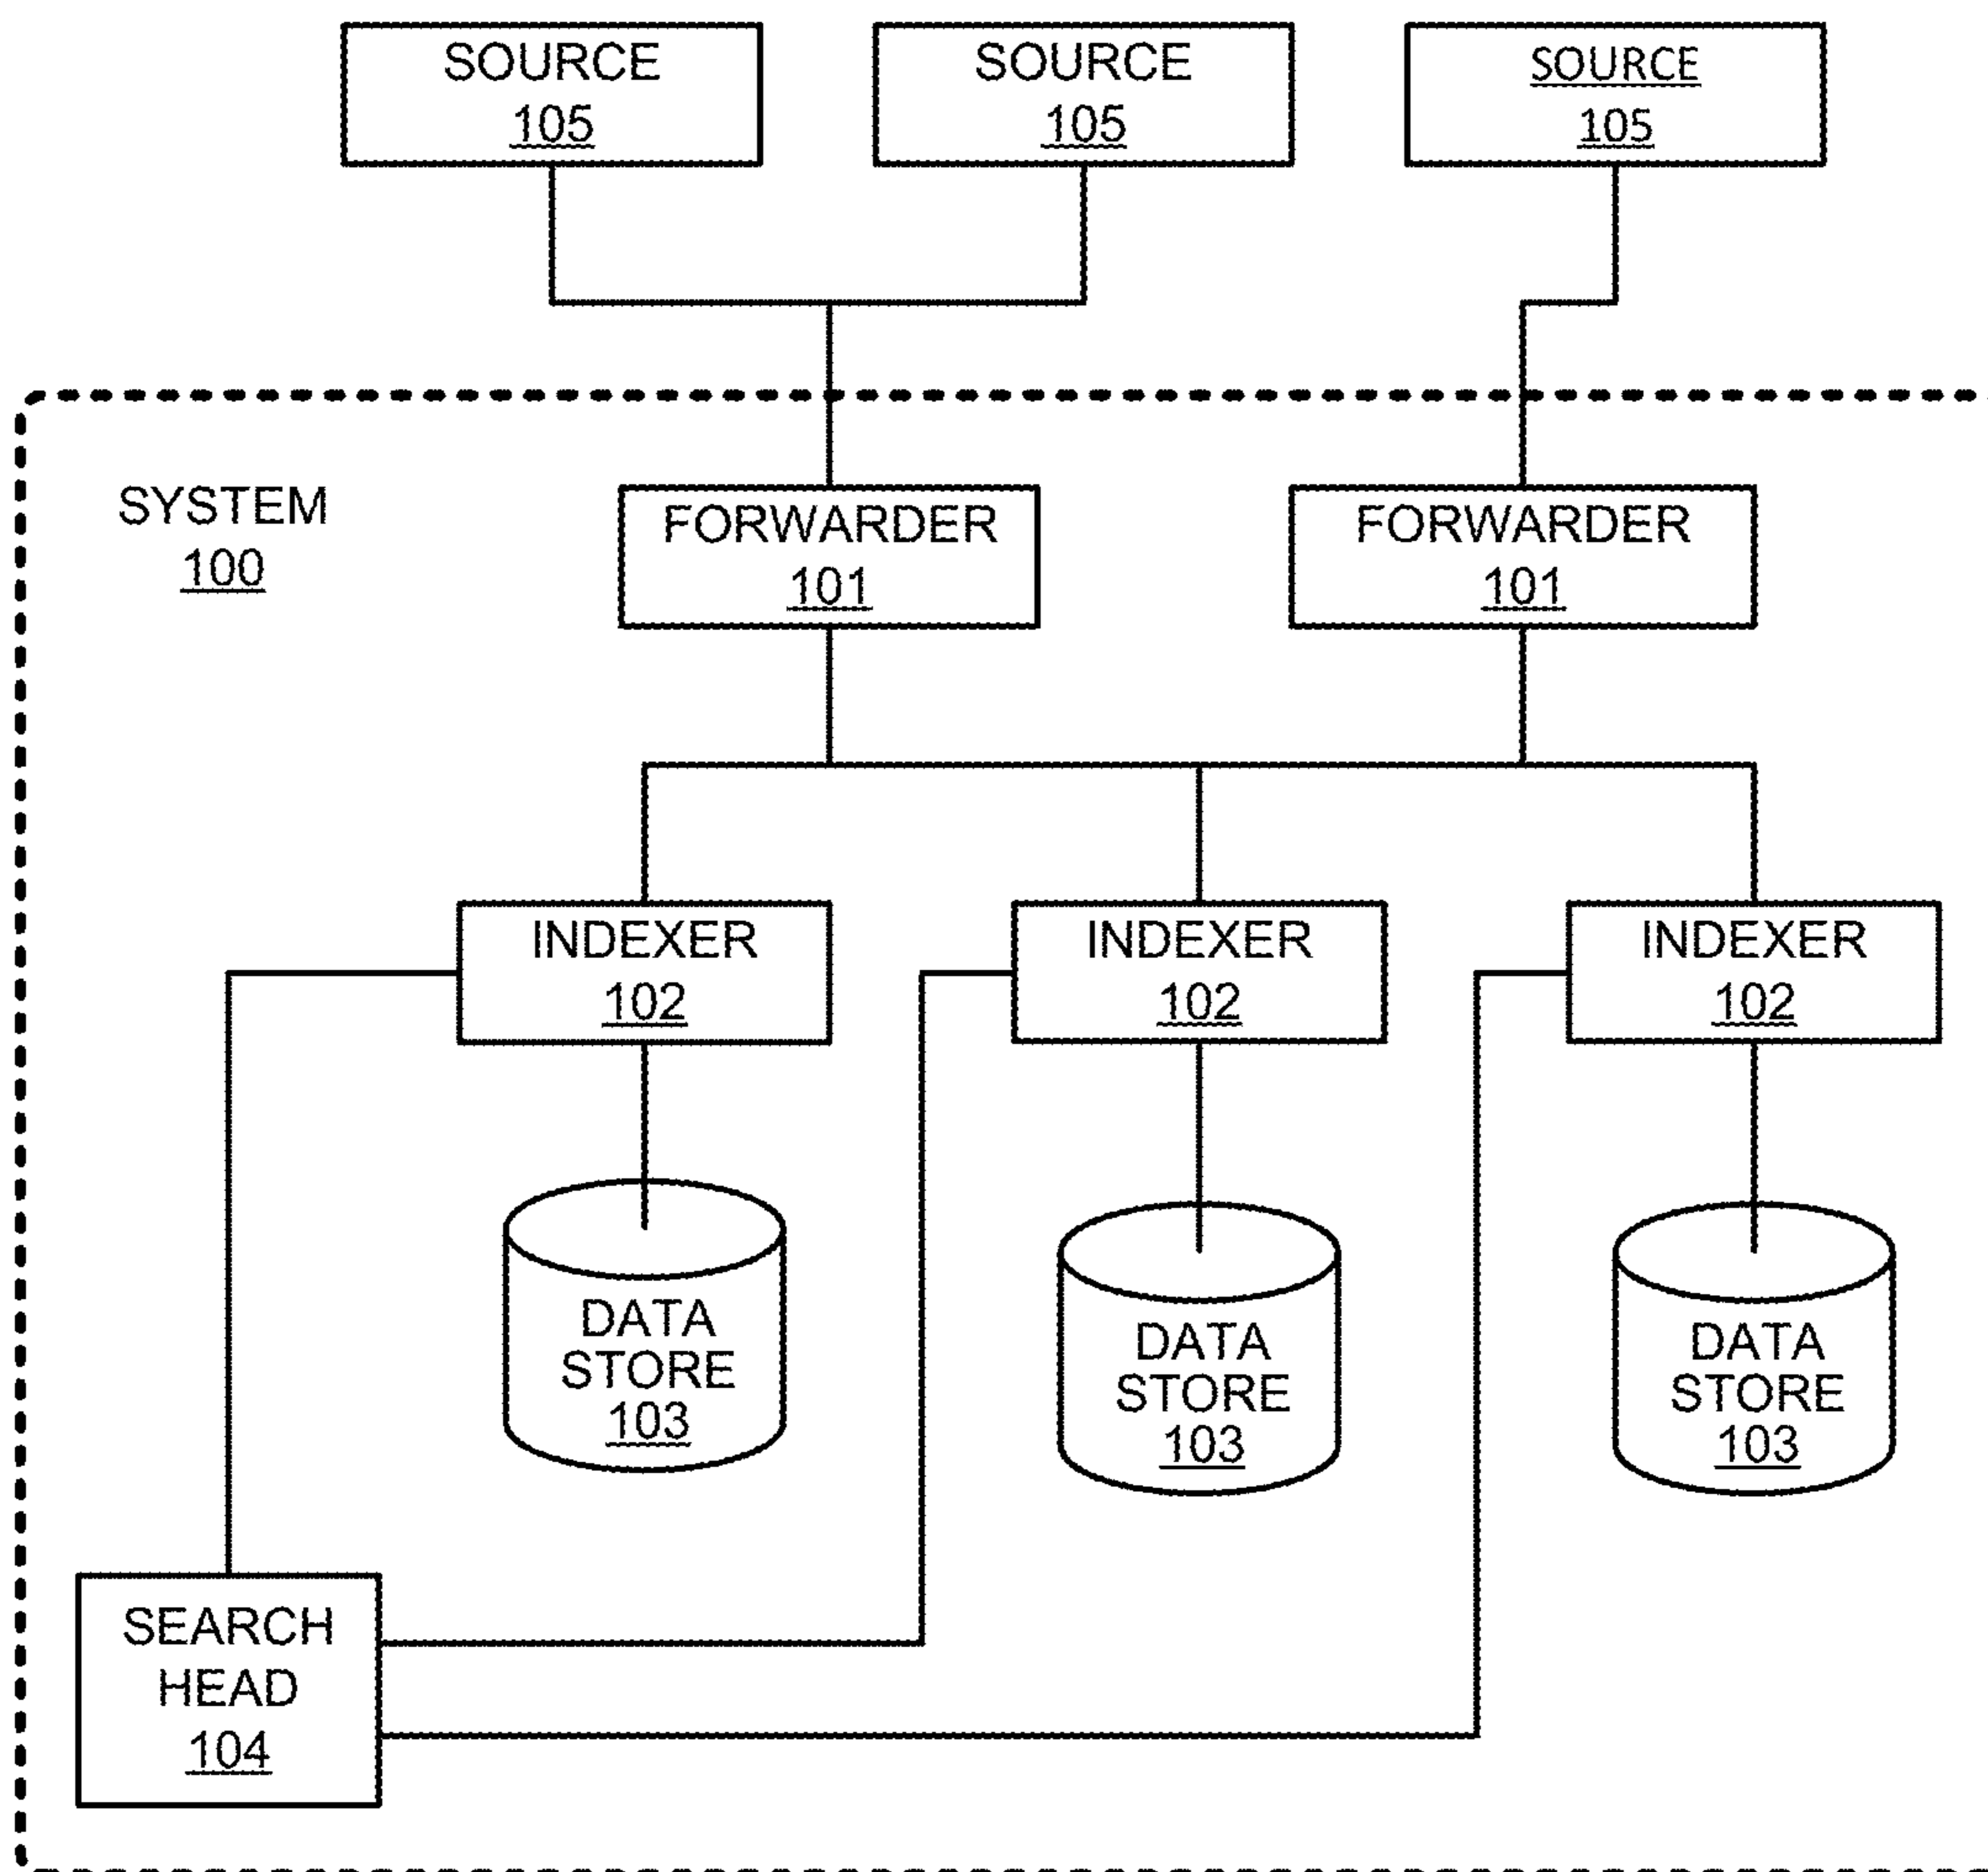 SOURCE
105
SOURCE
105
SOURCE
105
SYSTEM
100
FORWARDER
101
FORWARDER
101
INDEXER
102
INDEXER
102
INDEXER
102
DATA
STORE
103
DATA
STORE
103
DATA
STORE
103
SEARCH
HEAD
104